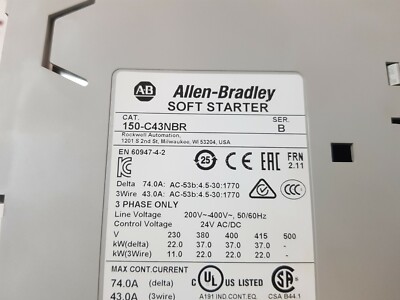 AB
Allen-Bradley
SOFT STARTER
CAT. SER.
150-C43NBR B
Rockwell Automation,
1201 S 2nd St, Milwaukee, WI 53204, USA
EN 60947-4-2
25 CE EAC FRN 2.11
Delta 74.0A: AC-53b:4.5-30:1770
3Wire 43.0A: AC-53b:4.5-30:1770
CCC
3 PHASE ONLY
Line Voltage 200V~400V~, 50/60Hz
Control Voltage 24V AC/DC
V 230 380 400 415 500
kW(Delta) 22.0 37.0 37.0 37.0
kW(3Wire) 11.0 22.0 22.0 22.0
MAX CONT.CURRENT
74.0A (delta)
43.0A (3wire)
C UL US LISTED
A191 IND.CONT.EQ.
SA
CSA B44.1